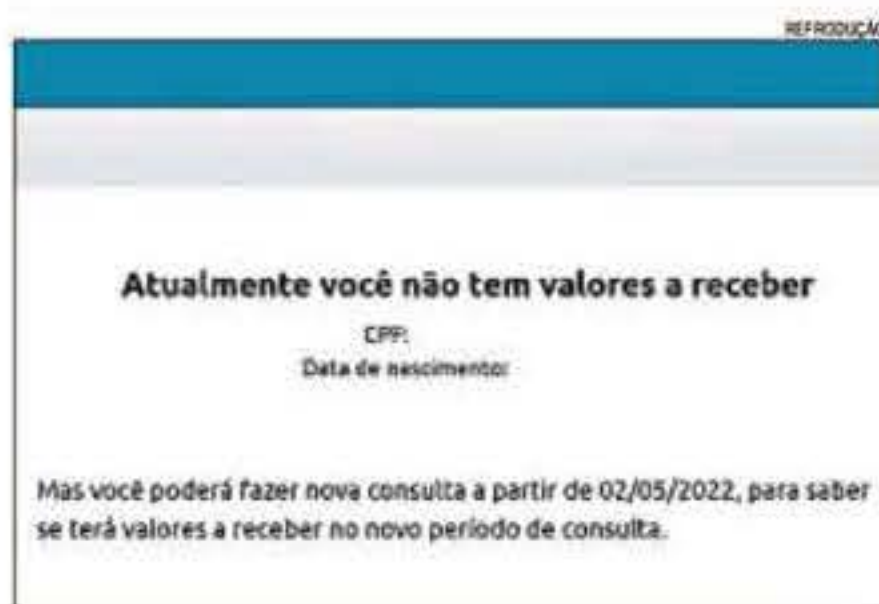 REPRODUÇÃO
Atualmente você não tem valores a receber
CPF:
Data de nascimento:
Mas você poderá fazer nova consulta a partir de 02/05/2022, para saber
se terá valores a receber no novo período de consulta.